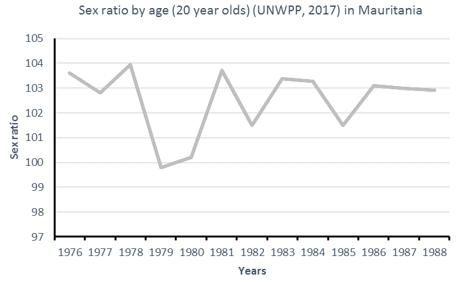 Sex ratio by age (20 year olds) (UNWPP, 2017) in Mauritania
105
104
103
102
101
100
99
98
97
Sex ratio
1976 1977 1978 1979 1980 1981 1982 1983 1984 1985 1986 1987 1988
Years